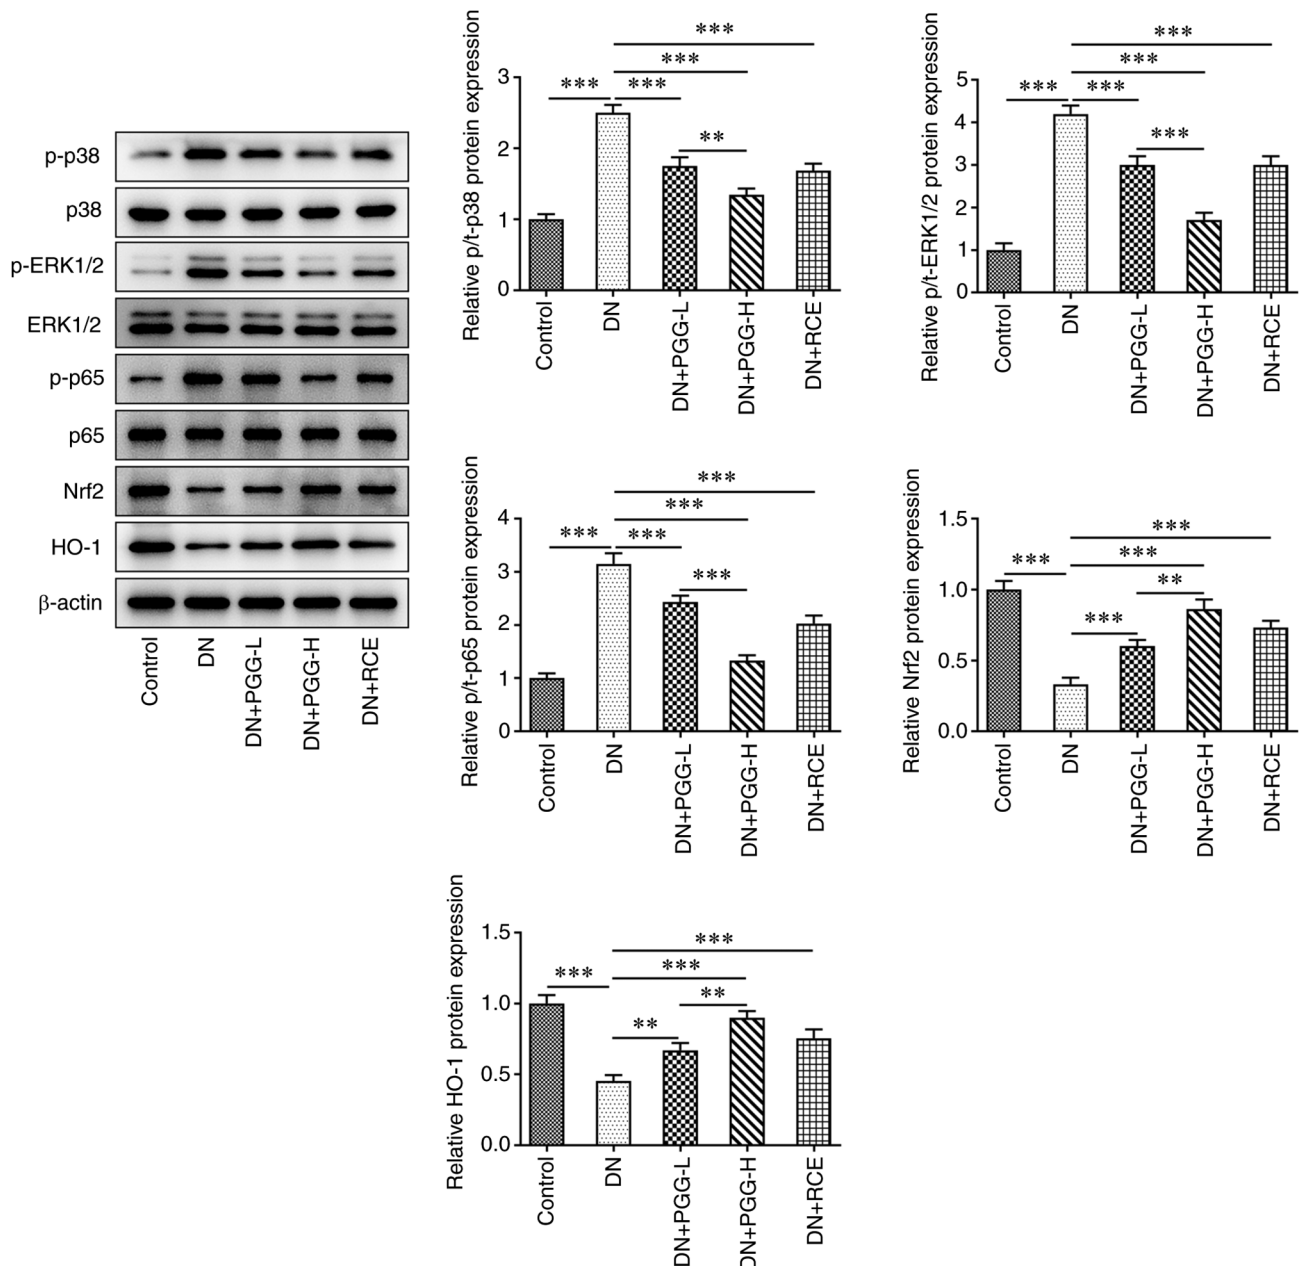 p-p38
p38
p-ERK1/2
ERK1/2
p-p65
p65
Nrf2
HO-1
β-actin
Control
DN
DN+PGG-L
DN+PGG-H
DN+RCE
Relative p/t-p38 protein expression
3
2
1
0
***
***
***
***
**
Control
DN
DN+PGG-L
DN+PGG-H
DN+RCE
Relative p/t-ERK1/2 protein expression
5
4
3
2
1
0
***
***
***
***
***
Control
DN
DN+PGG-L
DN+PGG-H
DN+RCE
Relative p/t-p65 protein expression
4
3
2
1
0
***
***
***
***
***
Control
DN
DN+PGG-L
DN+PGG-H
DN+RCE
Relative Nrf2 protein expression
1.5
1.0
0.5
0.0
***
***
***
**
***
Control
DN
DN+PGG-L
DN+PGG-H
DN+RCE
Relative HO-1 protein expression
1.5
1.0
0.5
0.0
***
***
***
**
**
Control
DN
DN+PGG-L
DN+PGG-H
DN+RCE